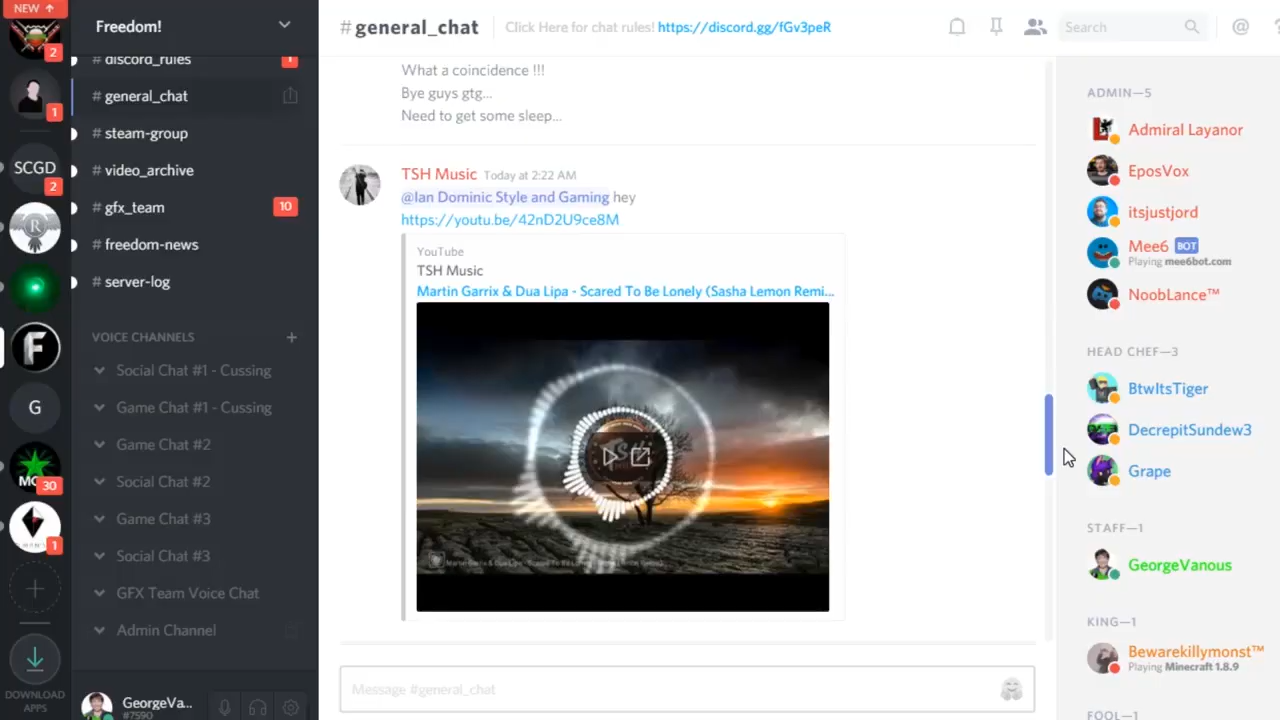 NEW ↑
2
1
SCGD
2
R
F
G
MC
30
1
+
DOWNLOAD
APPS
Freedom!
# discord_rules
1
# general_chat
# steam-group
# video_archive
# gfx_team
10
# freedom-news
# server-log
VOICE CHANNELS +
Social Chat #1 - Cussing
Game Chat #1 - Cussing
Game Chat #2
Social Chat #2
Game Chat #3
Social Chat #3
GFX Team Voice Chat
Admin Channel
GeorgeVa...
#7590
#general_chat
Click Here for chat rules! https://discord.gg/fGv3peR
Search
@
?
What a coincidence !!!
Bye guys gtg...
Need to get some sleep...
TSH Music Today at 2:22 AM
@Ian Dominic Style and Gaming hey
https://youtu.be/42nD2U9ce8M
YouTube
TSH Music
Martin Garrix & Dua Lipa - Scared To Be Lonely (Sasha Lemon Remi...
Message #general_chat
ADMIN—5
Admiral Layanor
EposVox
itsjustjord
Mee6 BOT
Playing mee6bot.com
NoobLance™
HEAD CHEF—3
BtwItsTiger
DecrepitSundew3
Grape
STAFF—1
GeorgeVanous
KING—1
Bewarekillymonst™
Playing Minecraft 1.8.9
FOOL—1